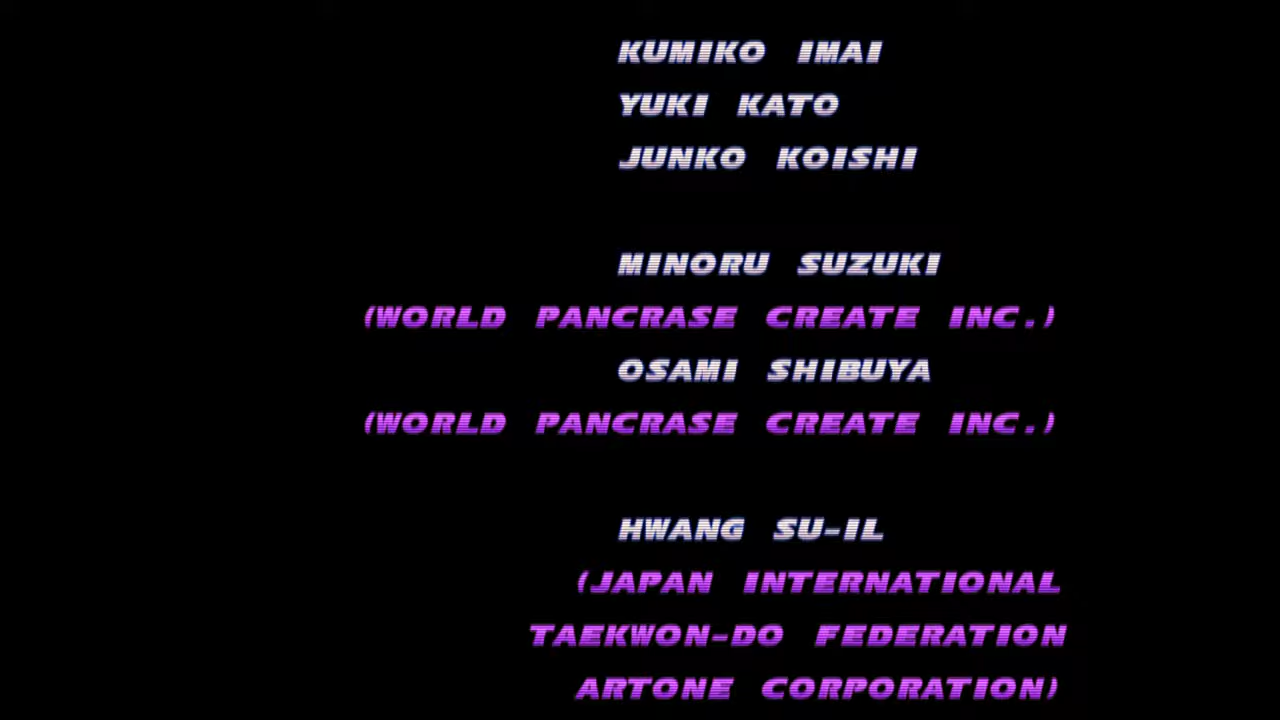 KUMIKO IMAI
YUKI KATO
JUNKO KOISHI
MINORU SUZUKI
(WORLD PANCRASE CREATE INC.)
OSAMI SHIBUYA
(WORLD PANCRASE CREATE INC.)
HWANG SU-IL
(JAPAN INTERNATIONAL
TAEKWON-DO FEDERATION
ARTONE CORPORATION)